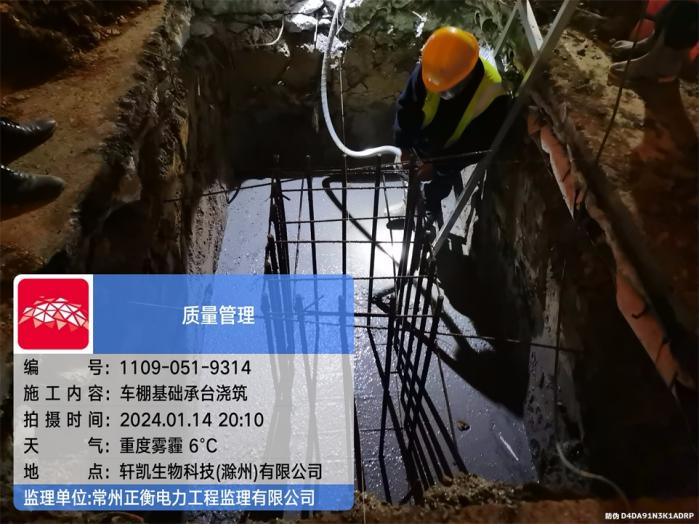 质量管理
编 号：1109-051-9314
施工内容：车棚基础承台浇筑
拍摄时间：2024.01.14 20:10
天 气：重度雾霾 6℃
地 点：轩凯生物科技(滁州)有限公司
监理单位:常州正衡电力工程监理有限公司
防伪 D4DA91N3K1ADRP